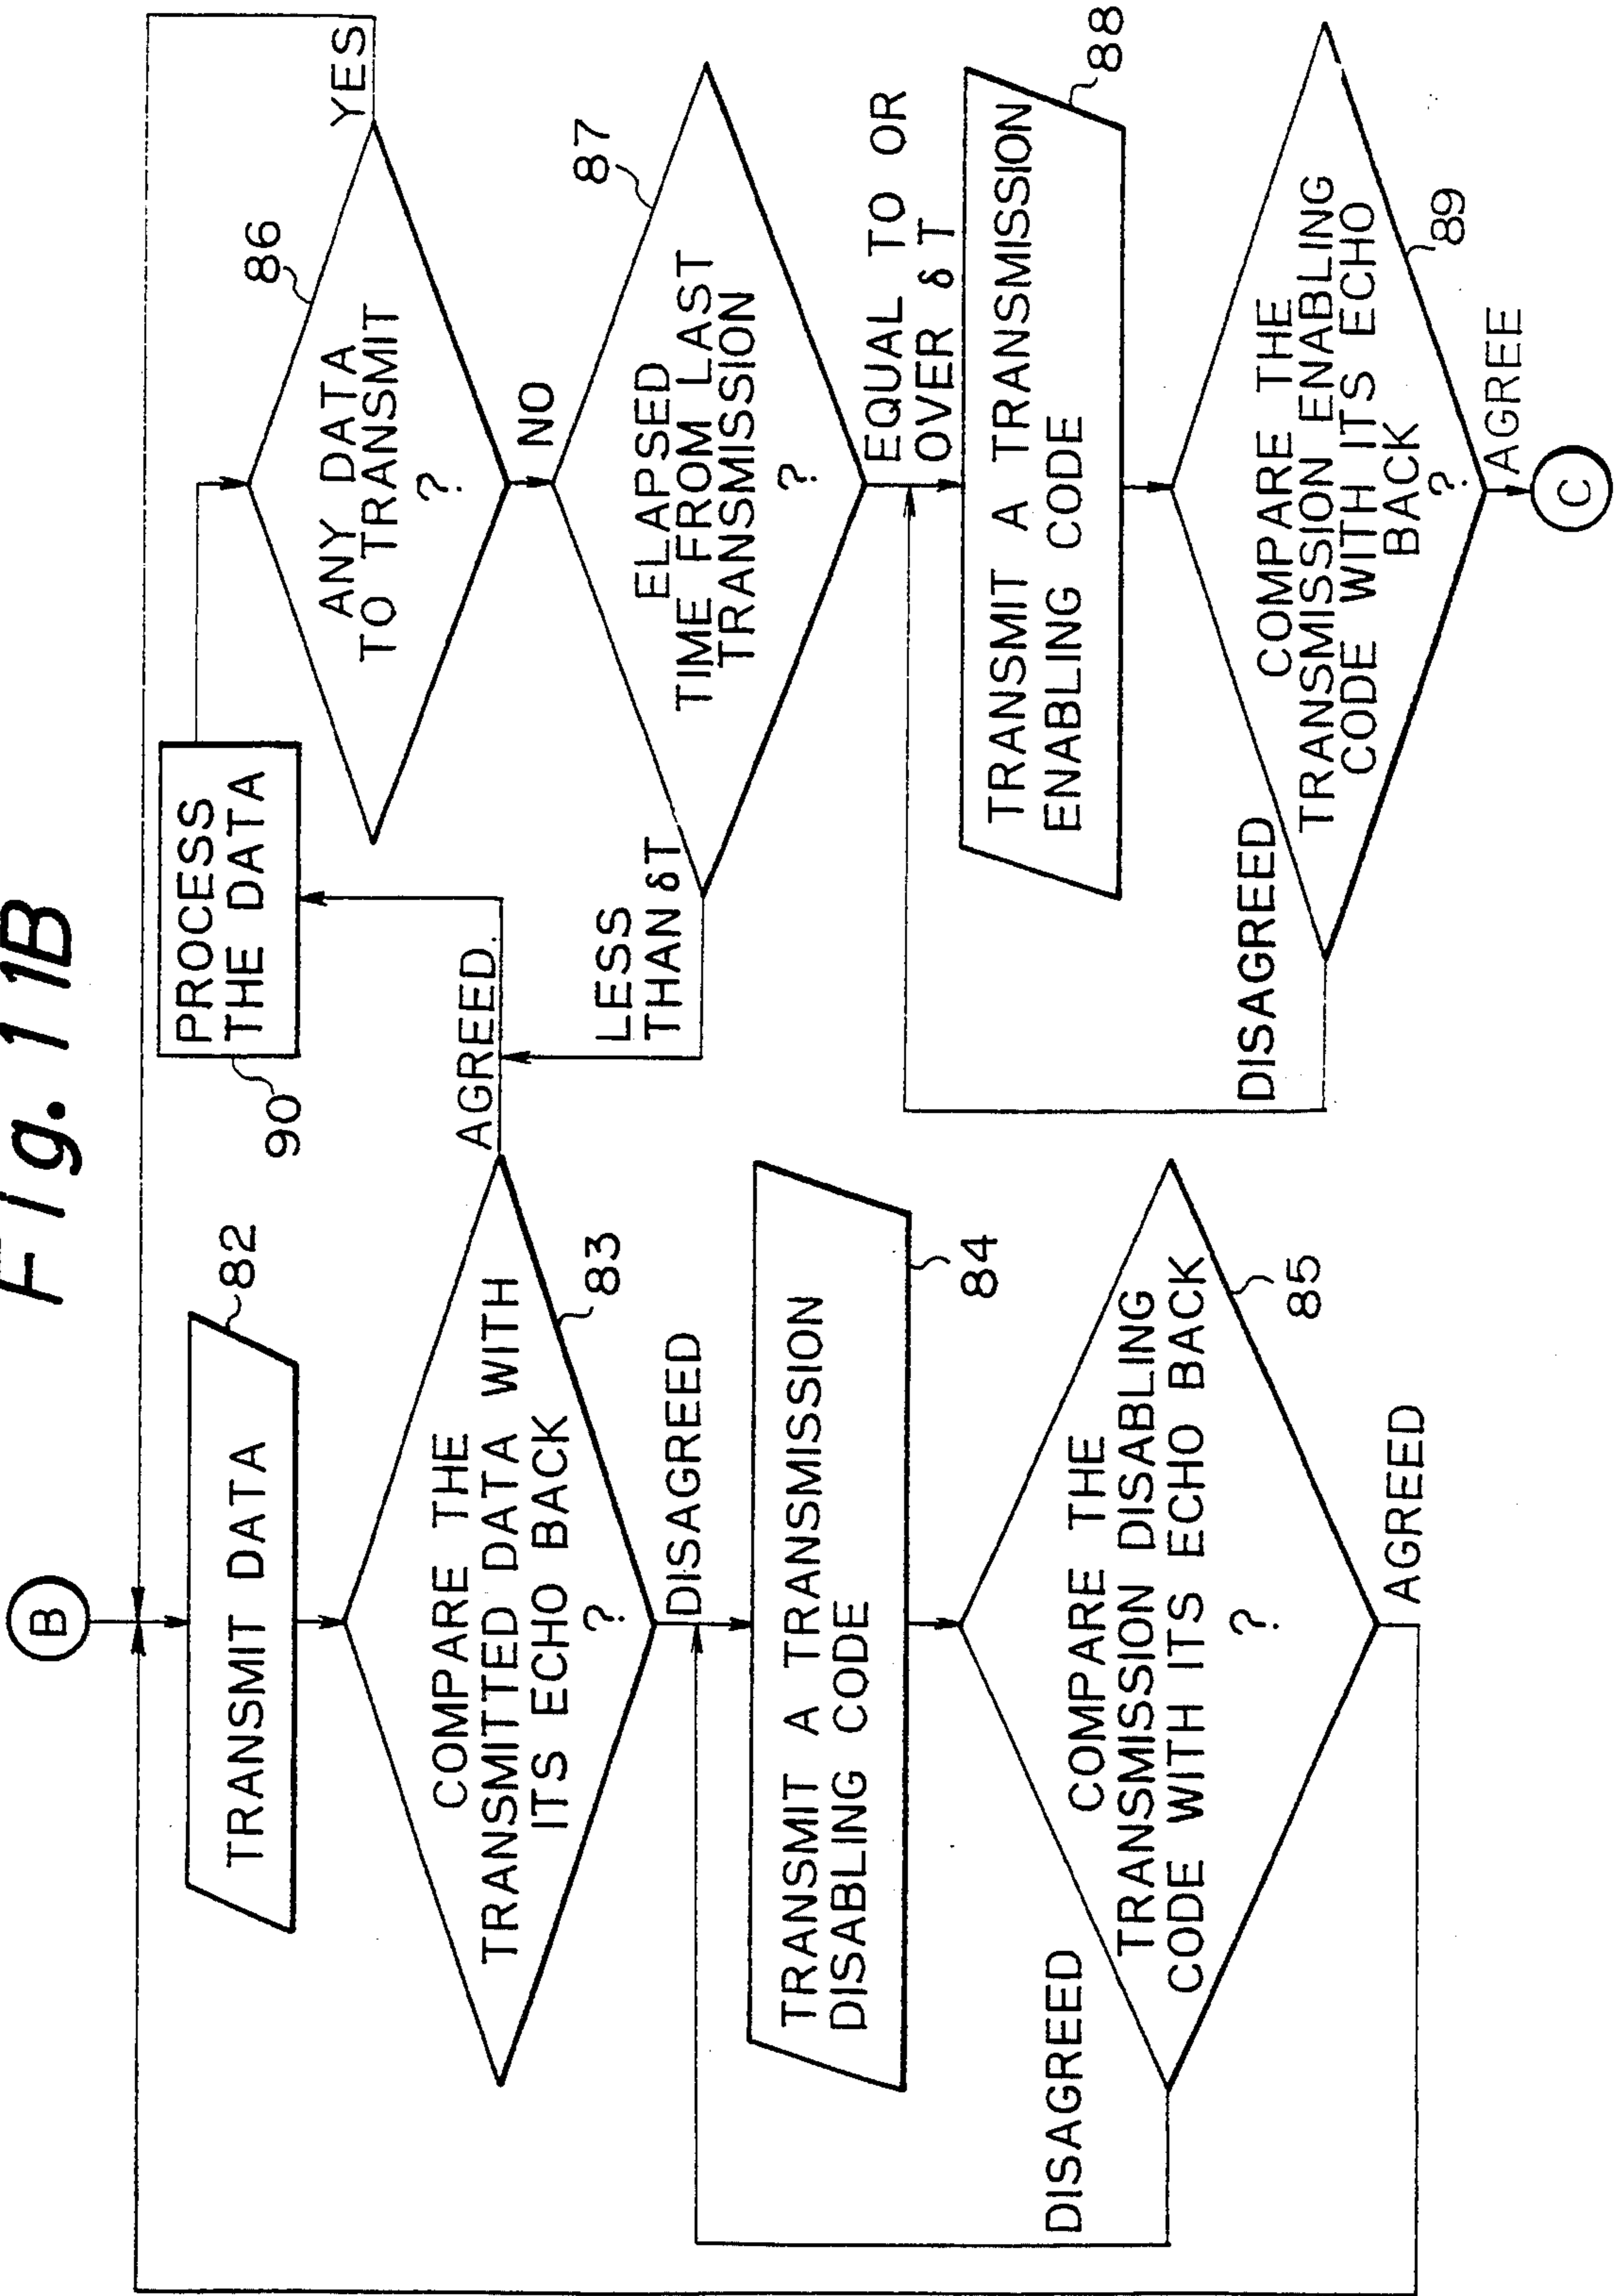 Fig. 11B
B
TRANSMIT DATA
82
COMPARE THE
TRANSMITTED DATA WITH
ITS ECHO BACK
?
83
AGREED.
DISAGREED
TRANSMIT A TRANSMISSION
DISABLING CODE
84
COMPARE THE
TRANSMISSION DISABLING
CODE WITH ITS ECHO BACK
?
85
DISAGREED
AGREED
PROCESS
THE DATA
90
ANY DATA
TO TRANSMIT
?
86
YES
NO
ELAPSED
TIME FROM LAST
TRANSMISSION
?
87
LESS
THAN δT
EQUAL TO OR
OVER δT
TRANSMIT A TRANSMISSION
ENABLING CODE
88
COMPARE THE
TRANSMISSION ENABLING
CODE WITH ITS ECHO
BACK
?
89
DISAGREED
AGREE
C